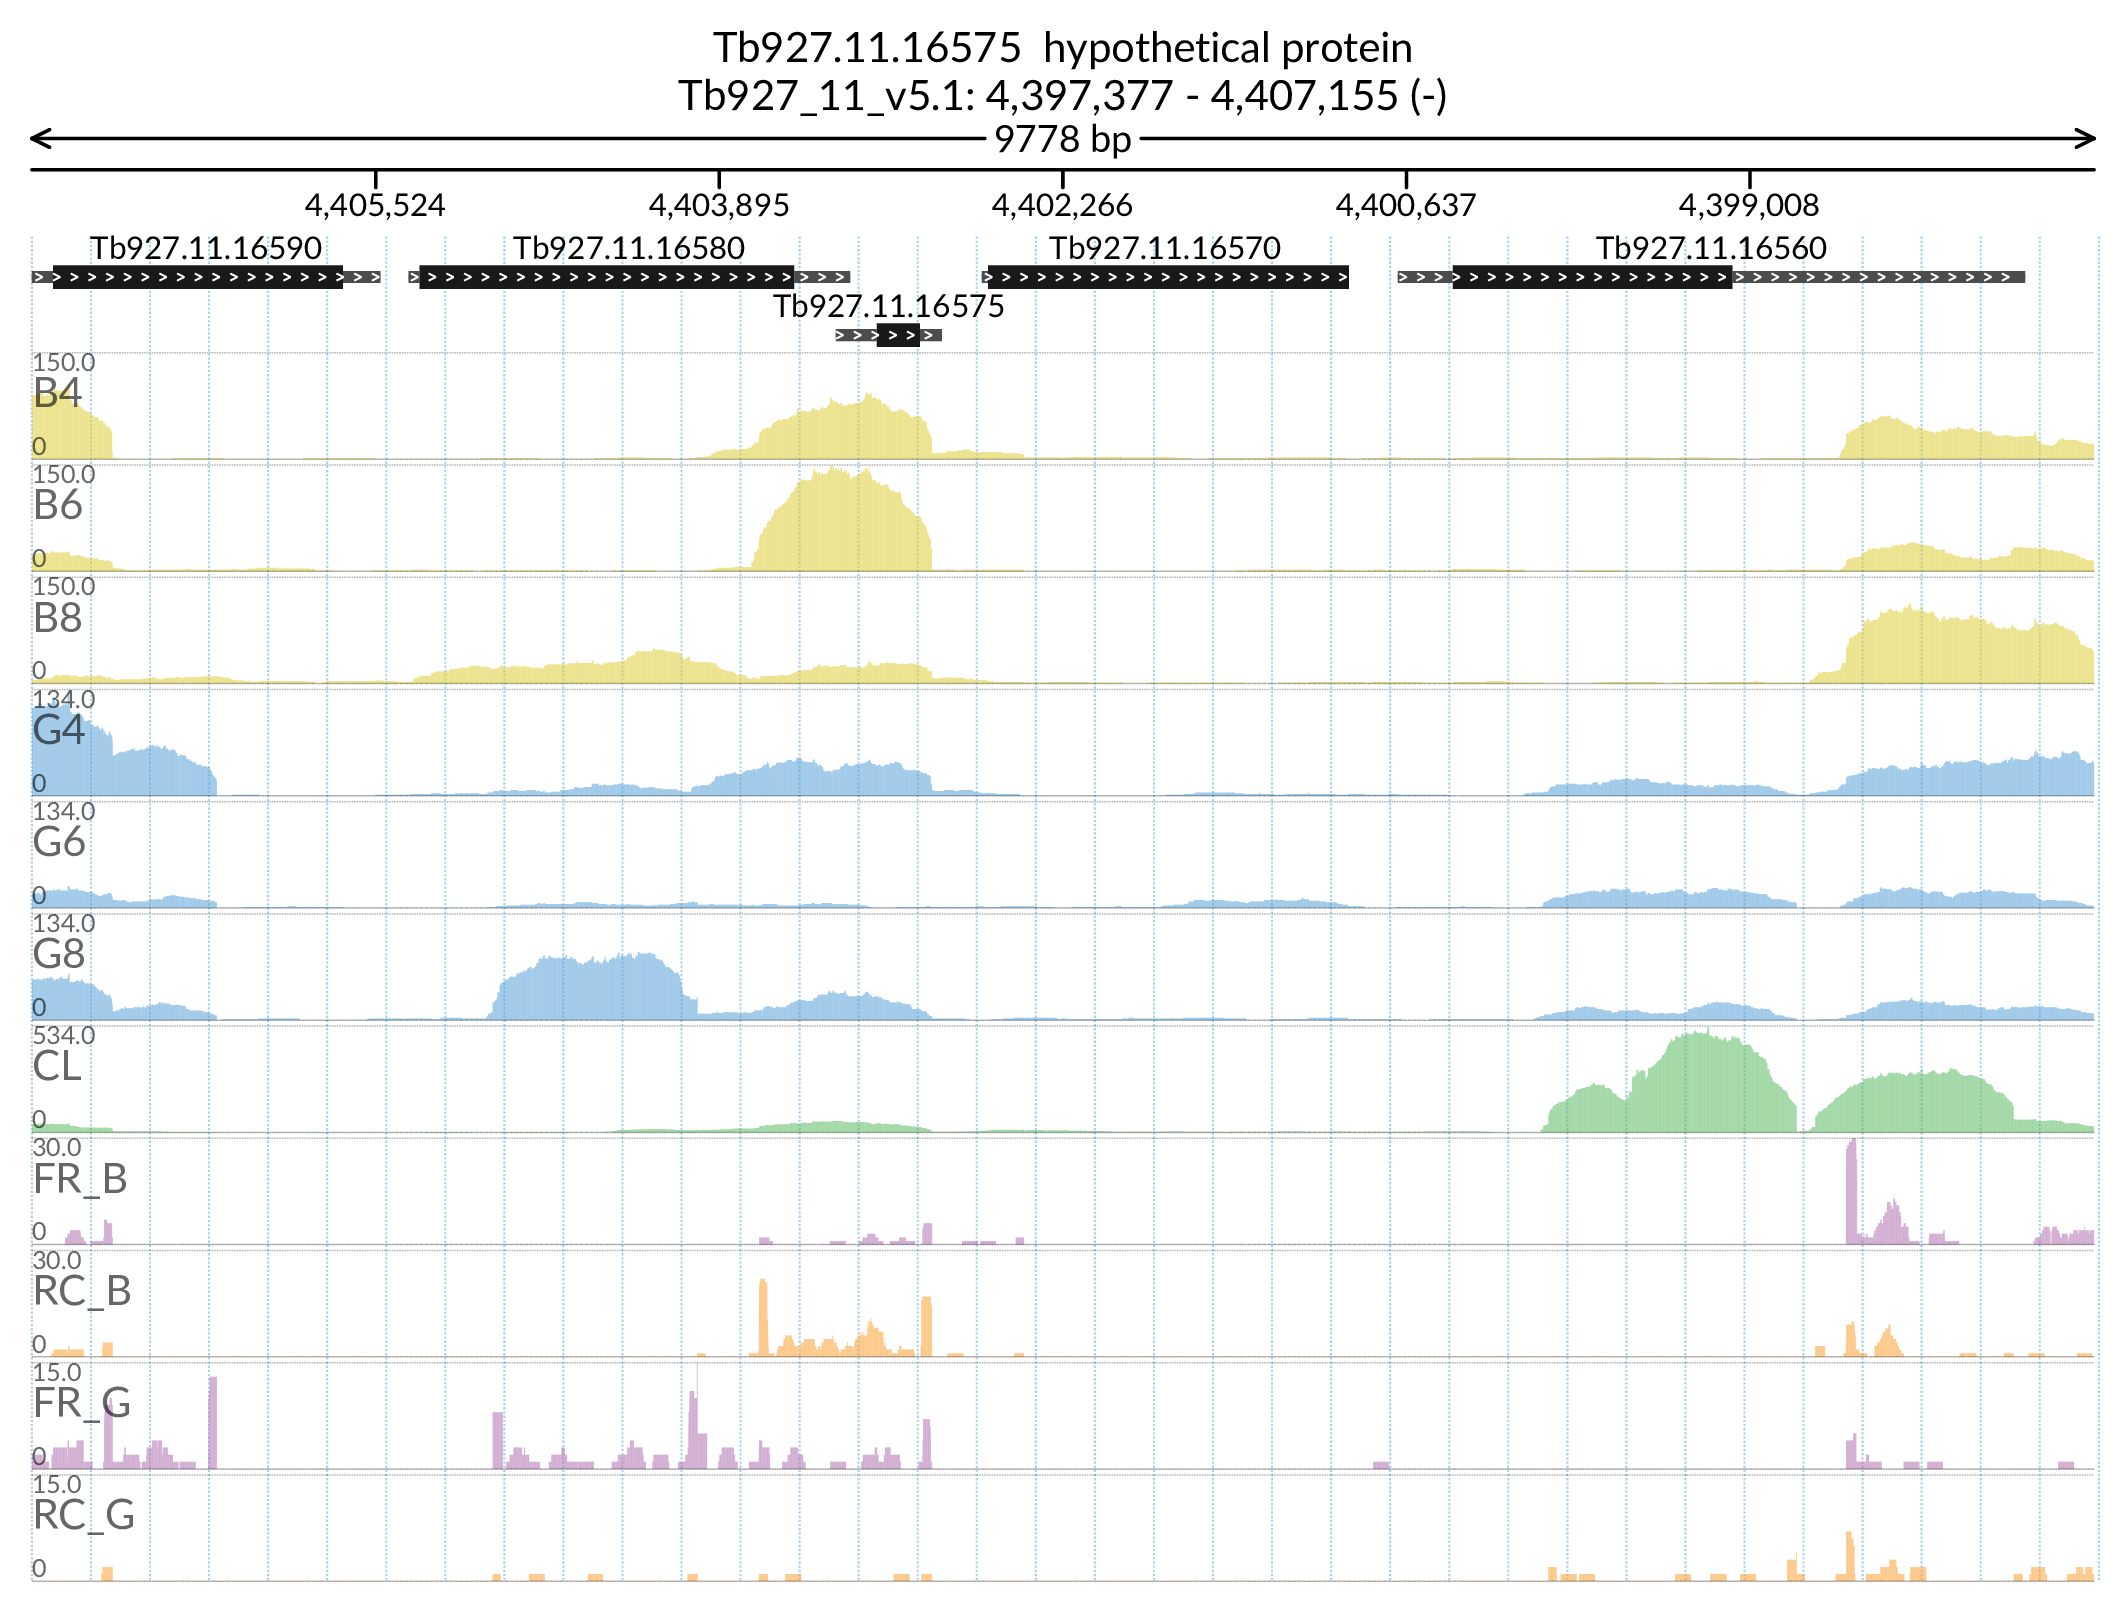 Tb927.11.16575 hypothetical protein
Tb927_11_v5.1: 4,397,377 - 4,407,155 (-)
9778 bp
4,405,524 4,403,895 4,402,266 4,400,637 4,399,008
Tb927.11.16590 Tb927.11.16580 Tb927.11.16570 Tb927.11.16560
Tb927.11.16575
150.0
B4
0
150.0
B6
0
150.0
B8
0
134.0
G4
0
134.0
G6
0
134.0
G8
0
534.0
CL
0
30.0
FR_B
0
30.0
RC_B
0
15.0
FR_G
0
15.0
RC_G
0